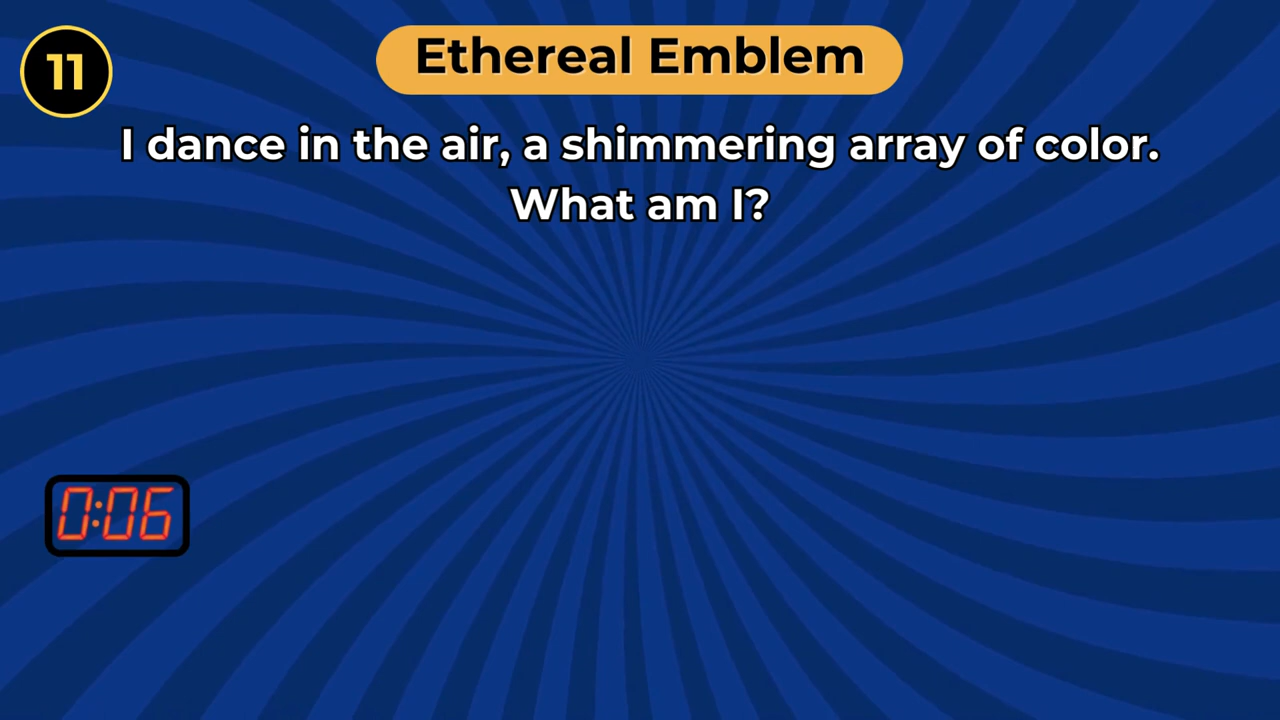 11
Ethereal Emblem
I dance in the air, a shimmering array of color.
What am I?
0:06